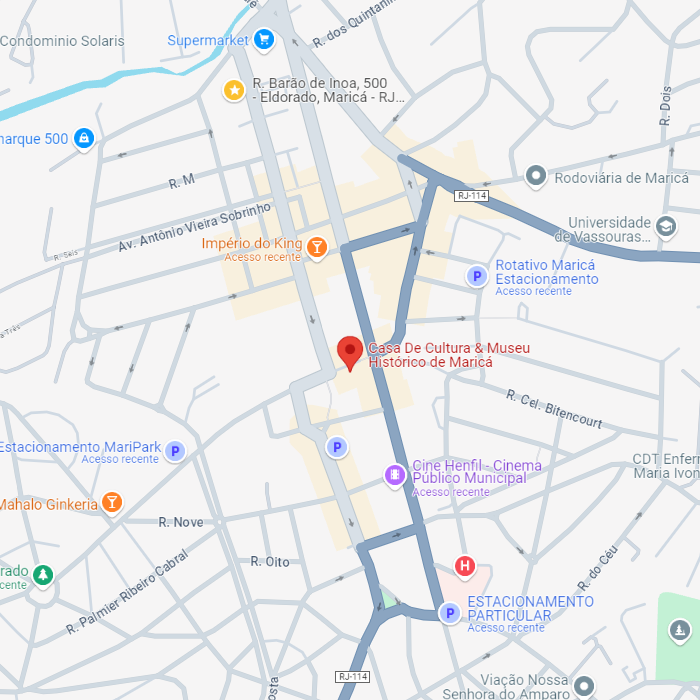 R. dos Quintanil
Condominio Solaris
Supermarket
R. Barão de Inoa, 500
- Eldorado, Maricá - RJ...
R. Dois
narque 500
R. M
Rodoviária de Maricá
RJ-114
Av. Antônio Vieira Sobrinho
Universidade
de Vassouras...
Império do King
Acesso recente
R. Seis
Rotativo Maricá
Estacionamento
Acesso recente
a Três
Casa De Cultura & Museu
Histórico de Maricá
R. Cel. Bitencourt
Estacionamento MariPark
Acesso recente
P
P
P
CDT Enferr
Maria Ivon
Cine Henfil - Cinema
Público Municipal
Acesso recente
Mahalo Ginkeria
R. Nove
R. Oito
H
rado
cente
R. do Céu
R. Palmier Ribeiro Cabral
ESTACIONAMENTO
PARTICULAR
Acesso recente
P
RJ-114
osta
Viação Nossa
Senhora do Amparo